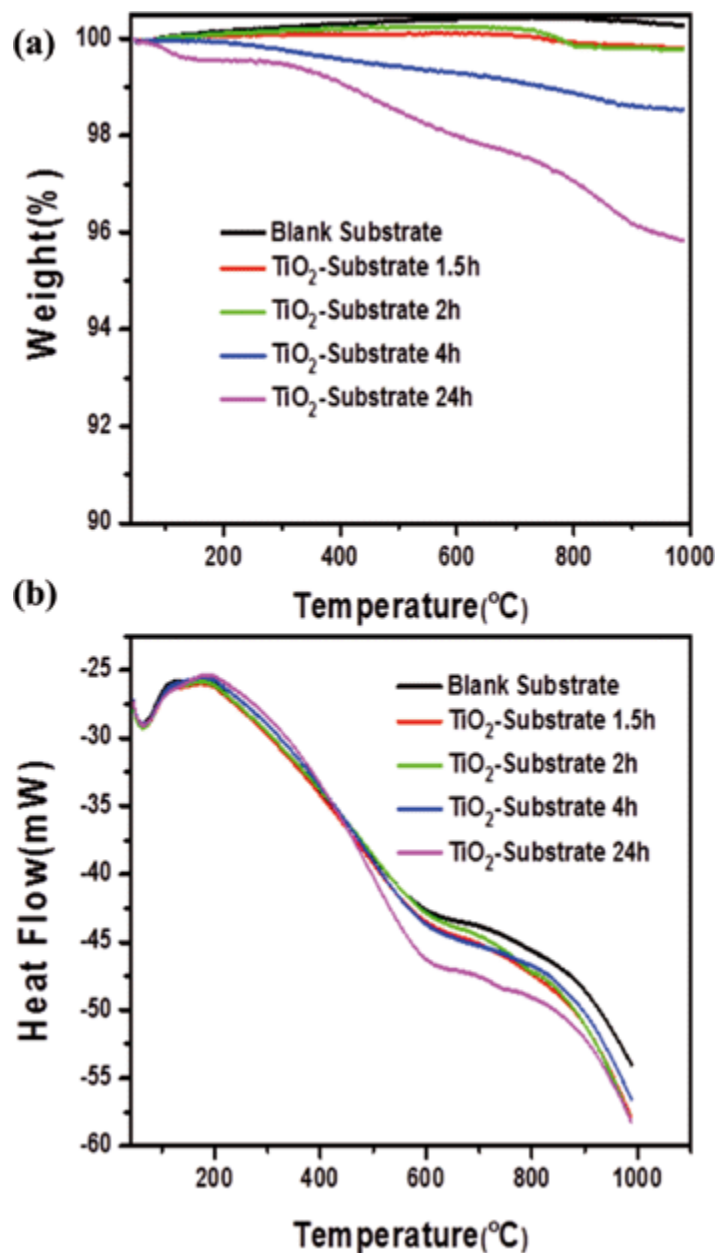 (a)
100
98
96
94
92
90
Weight(%)
Blank Substrate
TiO2-Substrate 1.5h
TiO2-Substrate 2h
TiO2-Substrate 4h
TiO2-Substrate 24h
200 400 600 800 1000
Temperature(°C)
(b)
-25
-30
-35
-40
-45
-50
-55
-60
Heat Flow(mW)
Blank Substrate
TiO2-Substrate 1.5h
TiO2-Substrate 2h
TiO2-Substrate 4h
TiO2-Substrate 24h
200 400 600 800 1000
Temperature(°C)